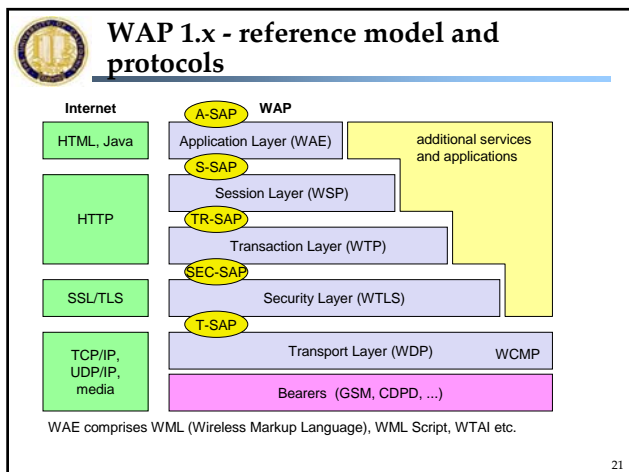 WAP 1.x - reference model and
protocols
Internet
WAP
A-SAP
HTML, Java
Application Layer (WAE)
additional services
and applications
S-SAP
Session Layer (WSP)
HTTP
TR-SAP
Transaction Layer (WTP)
SEC-SAP
SSL/TLS
Security Layer (WTLS)
T-SAP
TCP/IP,
UDP/IP,
media
Transport Layer (WDP)
WCMP
Bearers (GSM, CDPD, ...)
WAE comprises WML (Wireless Markup Language), WML Script, WTAI etc.
21